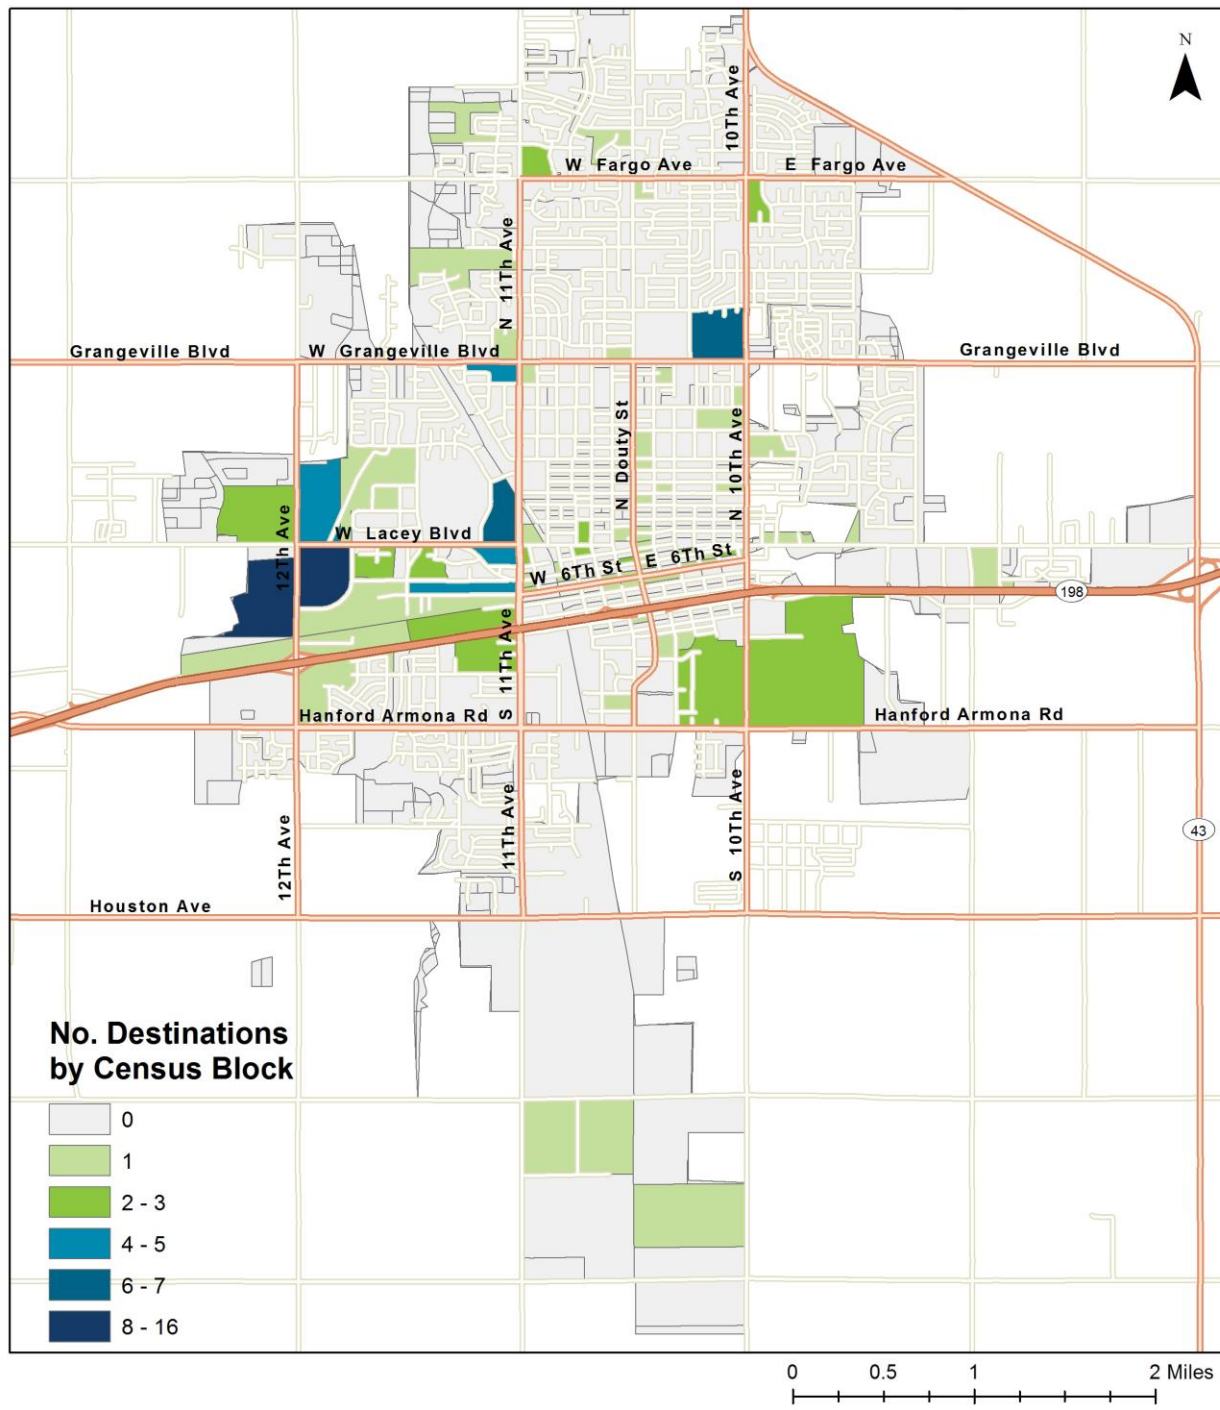 N
10Th Ave
W Fargo Ave
E Fargo Ave
N 11Th Ave
Grangeville Blvd
W Grangeville Blvd
Grangeville Blvd
N Douty St
N 10Th Ave
12Th Ave
W Lacey Blvd
W 6Th St
E 6Th St
198
S 11Th Ave
Hanford Armona Rd
Hanford Armona Rd
12Th Ave
11Th Ave
S 10Th Ave
43
Houston Ave
No. Destinations
by Census Block
0
1
2 - 3
4 - 5
6 - 7
8 - 16
0 0.5 1 2 Miles